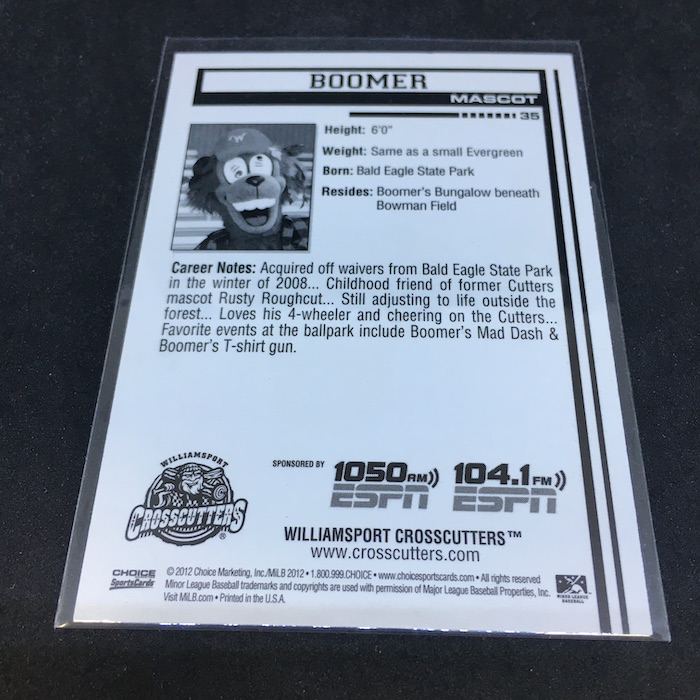 BOOMER
MASCOT
35
Height: 6'0"
Weight: Same as a small Evergreen
Born: Bald Eagle State Park
Resides: Boomer's Bungalow beneath
Bowman Field
Career Notes: Acquired off waivers from Bald Eagle State Park
in the winter of 2008... Childhood friend of former Cutters
mascot Rusty Roughcut... Still adjusting to life outside the
forest... Loves his 4-wheeler and cheering on the Cutters...
Favorite events at the ballpark include Boomer's Mad Dash &
Boomer's T-shirt gun.
WILLIAMSPORT
CROSSCUTTERS
SPONSORED BY
1050 AM ESPN
104.1 FM ESPN
WILLIAMSPORT CROSSCUTTERS™
www.crosscutters.com
CHOICE
SportsCards
© 2012 Choice Marketing, Inc./MiLB 2012 • 1.800.999.CHOICE • www.choicesportscards.com • All rights reserved
Minor League Baseball trademarks and copyrights are used with permission of Major League Baseball Properties, Inc.
Visit MiLB.com • Printed in the U.S.A.
MINOR LEAGUE
BASEBALL